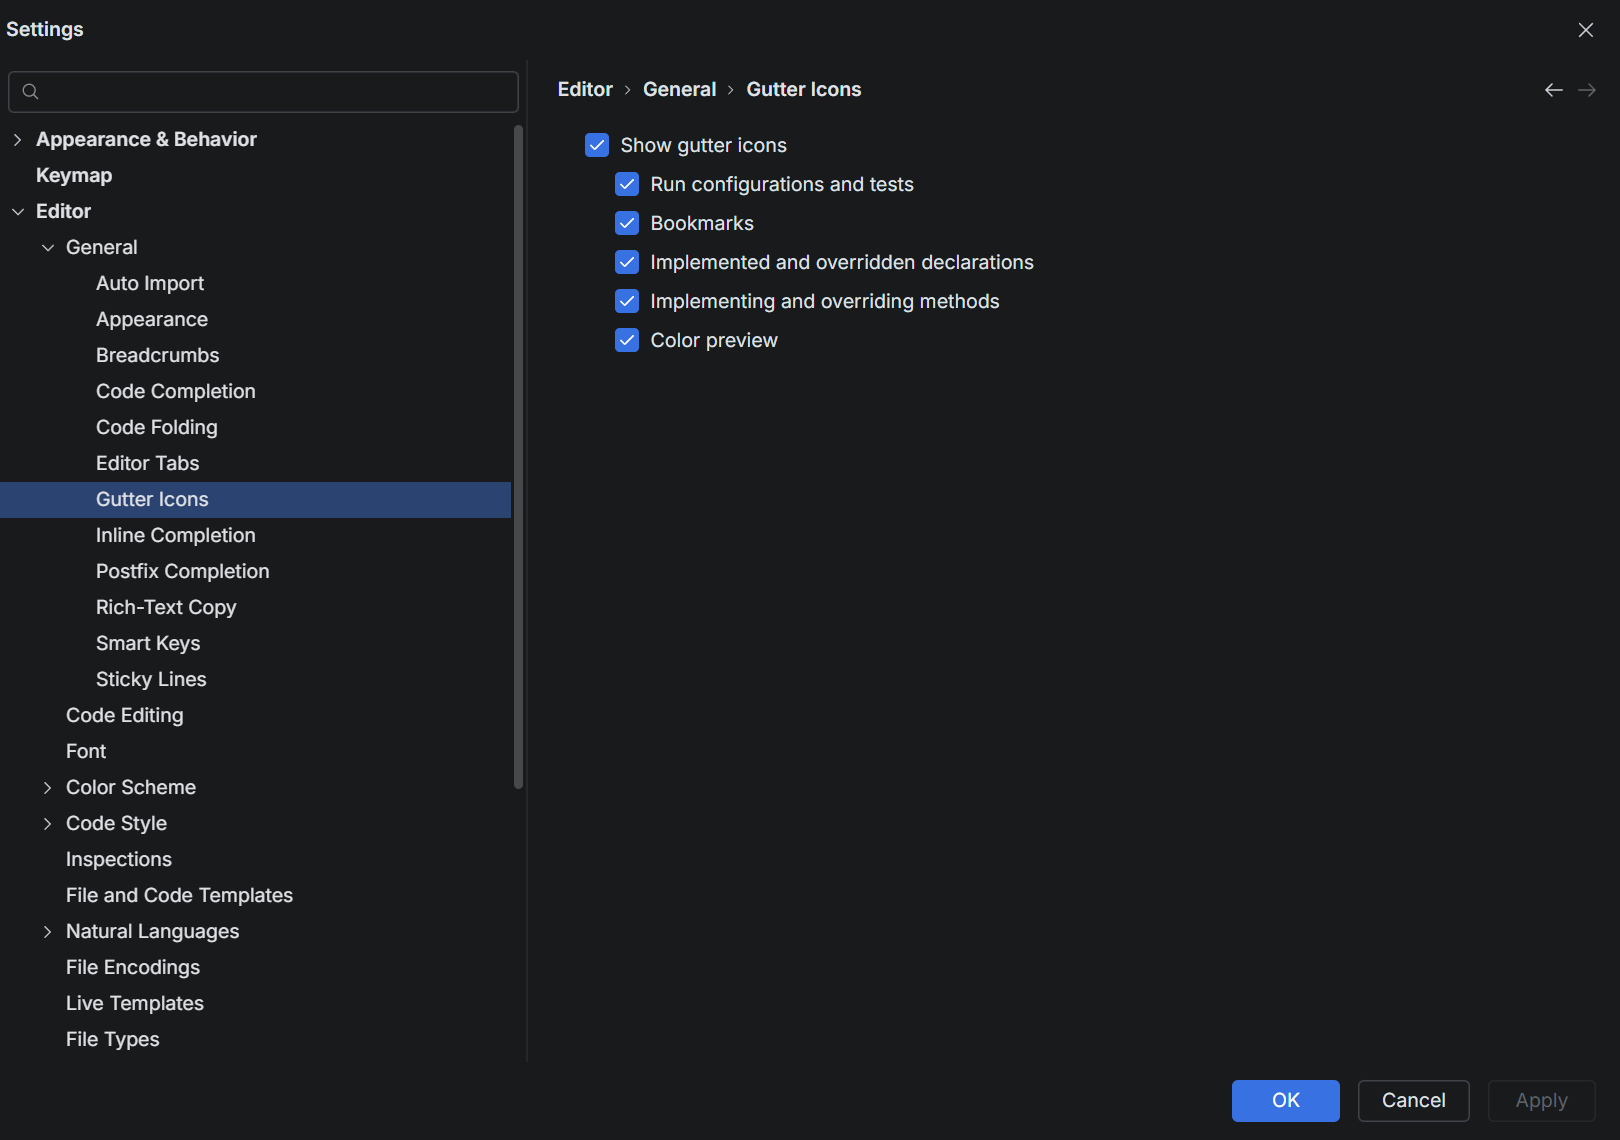 Settings
Appearance & Behavior
Keymap
Editor
General
Auto Import
Appearance
Breadcrumbs
Code Completion
Code Folding
Editor Tabs
Gutter Icons
Inline Completion
Postfix Completion
Rich-Text Copy
Smart Keys
Sticky Lines
Code Editing
Font
Color Scheme
Code Style
Inspections
File and Code Templates
Natural Languages
File Encodings
Live Templates
File Types
Editor › General › Gutter Icons
Show gutter icons
Run configurations and tests
Bookmarks
Implemented and overridden declarations
Implementing and overriding methods
Color preview
OK Cancel Apply